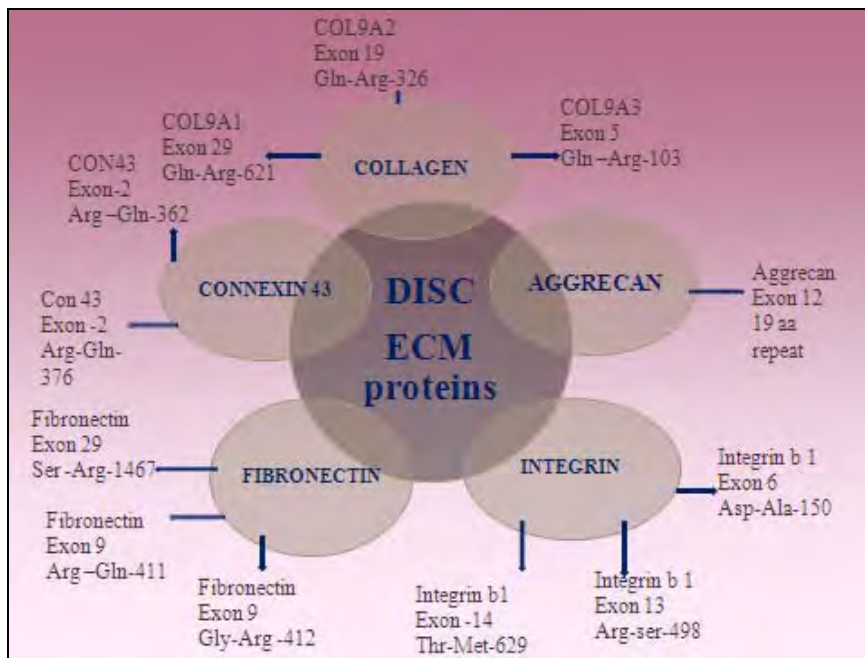 COL9A2
Exon 19
Gln-Arg-326
COL9A1
Exon 29
Gln-Arg-621
COL9A3
Exon 5
Gln –Arg-103
CON43
Exon-2
Arg –Gln-362
COLLAGEN
CONNEXIN 43
AGGRECAN
DISC
ECM
proteins
Aggrecan
Exon 12
19 aa
repeat
Con 43
Exon -2
Arg-Gln-
376
Fibronectin
Exon 29
Ser -Arg-1467
FIBRONECTIN
INTEGRIN
Integrin b 1
Exon 6
Asp-Ala-150
Fibronectin
Exon 9
Arg –Gln-411
Fibronectin
Exon 9
Gly-Arg -412
Integrin b1
Exon -14
Thr-Met-629
Integrin b 1
Exon 13
Arg-ser-498